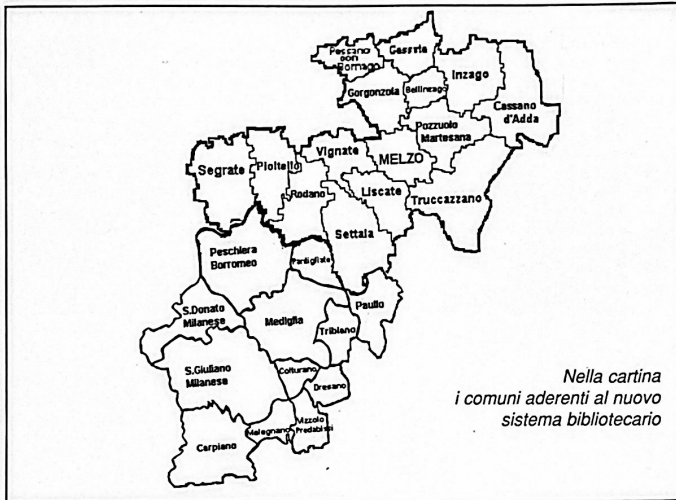 Pessano
con
Bornago
Gessate
Inzago
Gorgonzola
Bellinzago
Cassano
d'Adda
Pozzuolo
Martesana
Vignate
MELZO
Segrate
Pioltello
Rodano
Liscate
Truccazzano
Settala
Peschiera
Borromeo
Pantigliate
Paullo
S.Donato
Milanese
Mediglia
Tribiano
S.Giuliano
Milanese
Colturano
Dresano
Melegnano
Vizzolo
Predabissi
Carpiano
Nella cartina
i comuni aderenti al nuovo
sistema bibliotecario